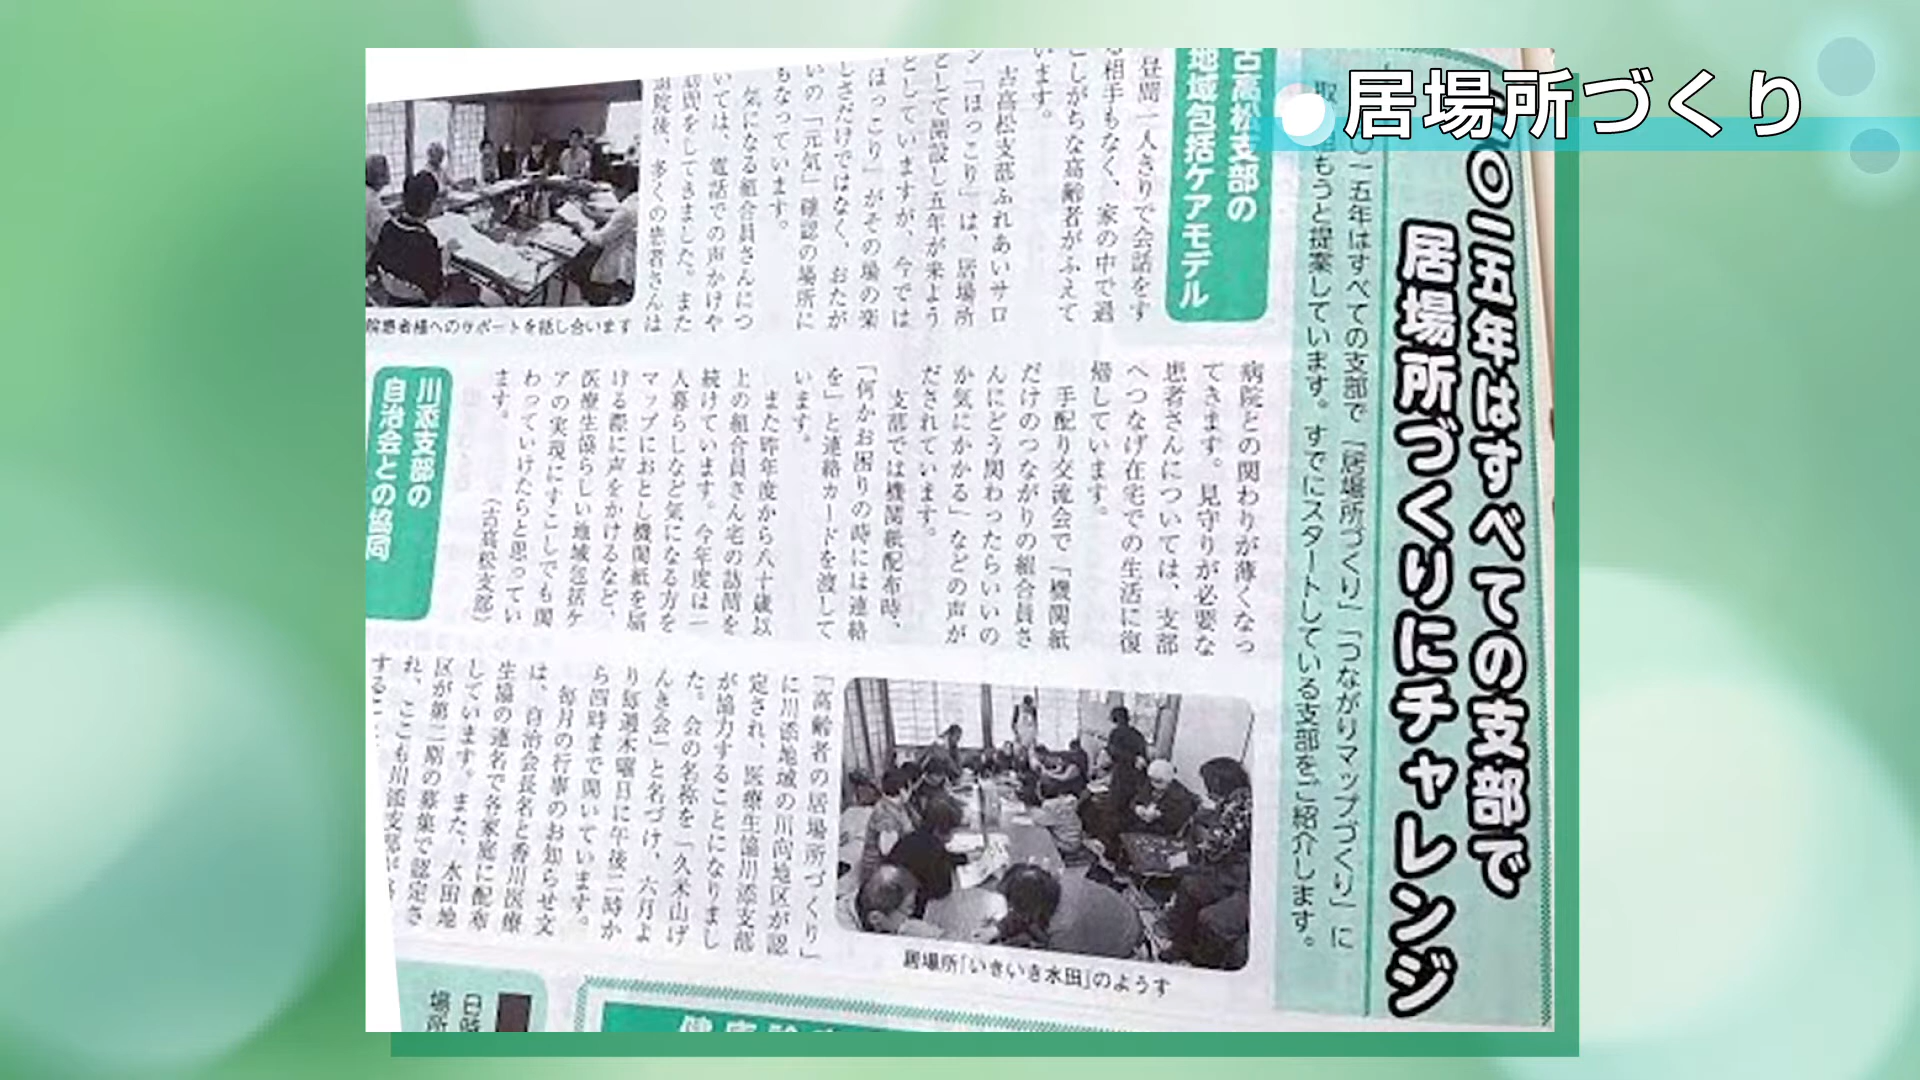 居場所づくり
〇一五年はすべての支部で
居場所づくりにチャレンジ
一五年はすべての支部で「居場所づくり」「つながりマップづくり」に
もうと提案しています。すでにスタートしている支部をご紹介します。
古高松支部の
地域包括ケアモデル
昼間一人きりで会話をす
る相手もなく、家の中で過
ごしがちな高齢者がふえて
います。
古高松支部ふれあいサロ
ン「ほっこり」は、居場所
として開設し五年が来よう
としていますが、今では
「ほっこり」がその場の楽
しさだけではなく、おたが
いの「元気」確認の場所に
もなっています。
気になる組合員さんにつ
いては、電話での声かけや
訪問をしてきました。また
退院後、多くの患者さんは
院患者様へのサポートを話し合います
病院との関わりが薄くなっ
てきます。見守りが必要な
患者さんについては、支部
へつなげ在宅での生活に復
帰しています。
手配り交流会で「機関紙
だけのつながりの組合員さ
んにどう関わったらいいの
か気にかかる」などの声が
だされています。
支部では機関紙配布時、
「何かお困りの時には連絡
を」と連絡カードを渡して
います。
また昨年度から八十歳以
上の組合員さん宅の訪問を
続けています。今年度は一
人暮らしなど気になる方を
マップにおとし機関紙を届
ける際に声をかけるなど、
医療生協らしい地域包括ケ
アの実現にすこしでも関
わっていけたらと思ってい
ます。
（古高松支部）
川添支部の
自治会との協同
居場所「いきいき水田」のようす
「高齢者の居場所づくり」
に川添地域の川向地区が認
定され、医療生協川添支部
が協力することになりまし
た。会の名称を「久米山げ
んき会」と名づけ、六月よ
り毎週木曜日に午後二時か
ら四時まで開いています。
毎月の行事のお知らせ文
は、自治会長名と香川医療
生協の連名で各家庭に配布
しています。また、水田地
区が第二期の募集で認定さ
れ、ここも川添支部が
するこ
日時
場所